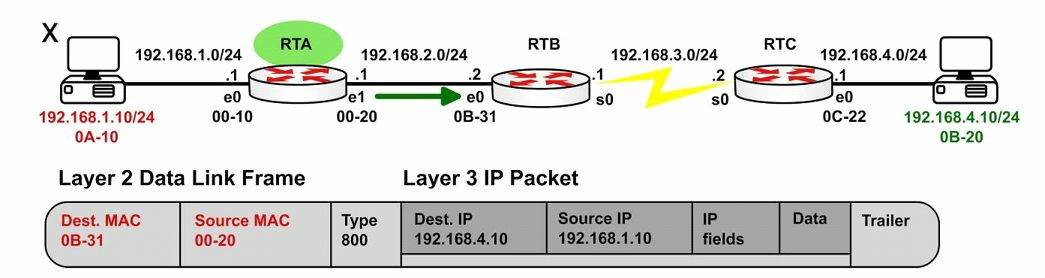 X
RTA
RTB
RTC
192.168.1.0/24
192.168.2.0/24
192.168.3.0/24
192.168.4.0/24
.1
.1
.2
.1
.2
.1
e0
e1
e0
s0
s0
e0
192.168.1.10/24
00-10
00-20
0B-31
0C-22
192.168.4.10/24
0A-10
0B-20
Layer 2 Data Link Frame
Layer 3 IP Packet
Dest. MAC
0B-31
Source MAC
00-20
Type
800
Dest. IP
192.168.4.10
Source IP
192.168.1.10
IP
fields
Data
Trailer